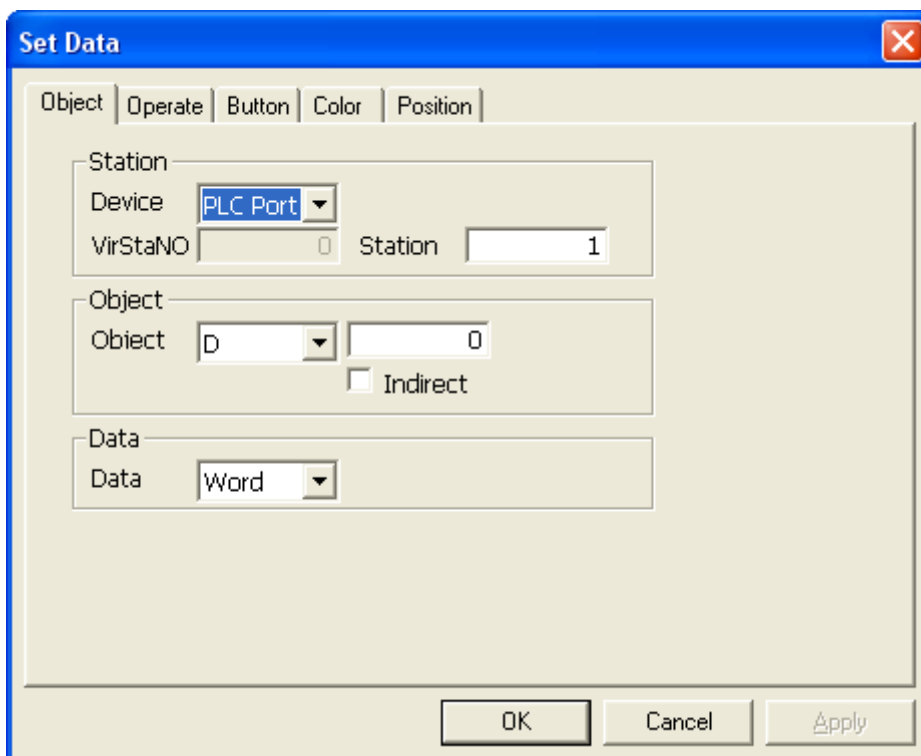 Set Data
Object Operate Button Color Position
Station
Device PLC Port
VirStaNO 0 Station 1
Object
Obiect D 0
Indirect
Data
Data Word
OK Cancel Apply